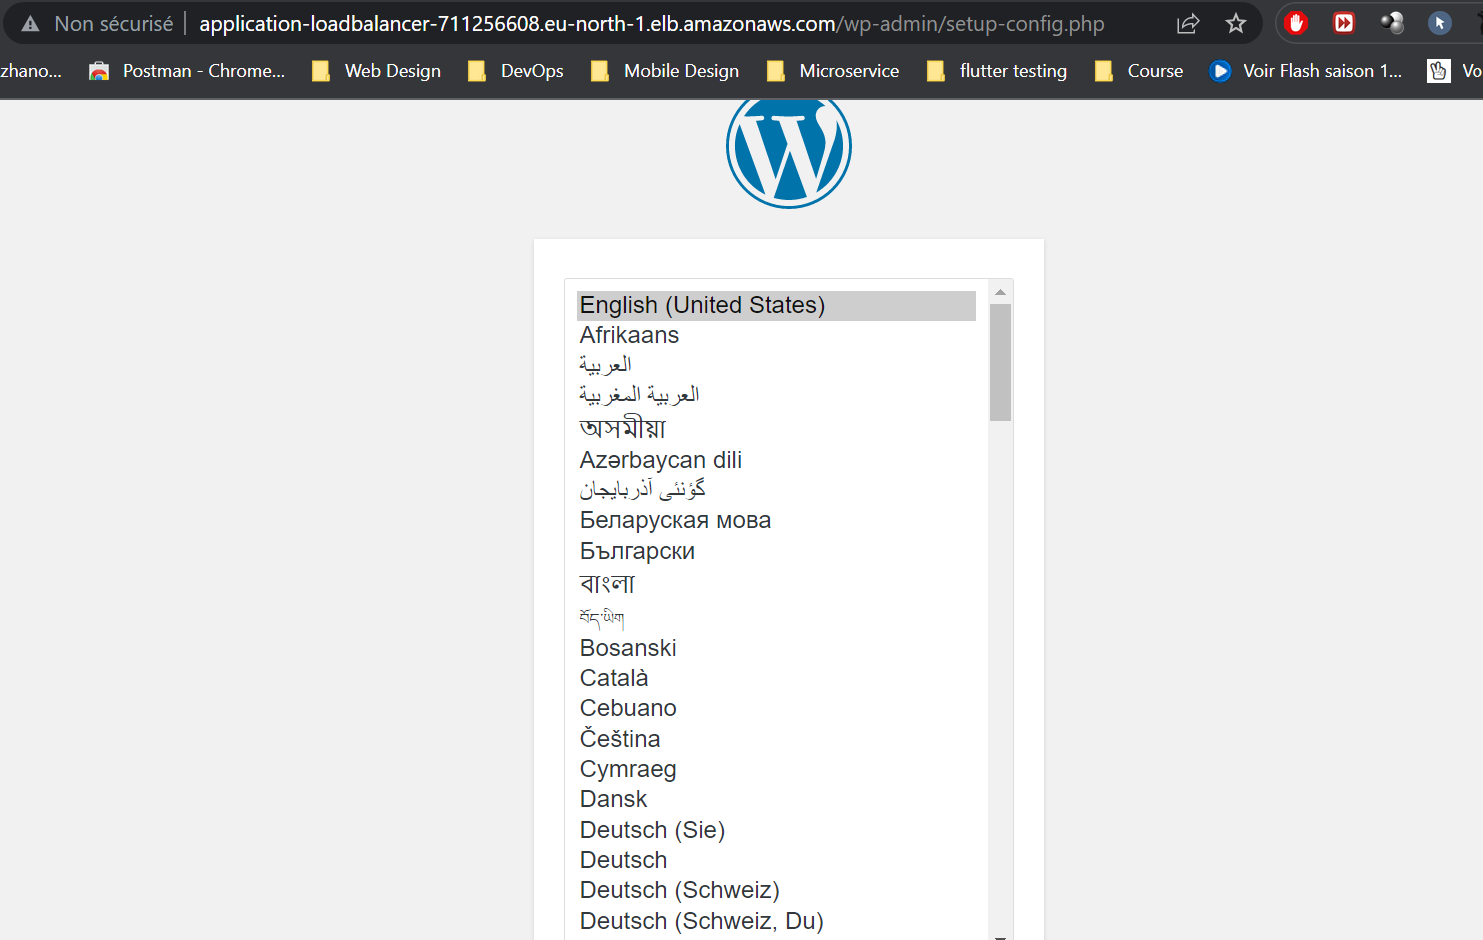 Non sécurisé application-loadbalancer-711256608.eu-north-1.elb.amazonaws.com/wp-admin/setup-config.php
zhano... Postman - Chrome... Web Design DevOps Mobile Design Microservice flutter testing Course Voir Flash saison 1... Vo
English (United States)
Afrikaans
العربية
العربية المغربية
অসমীয়া
Azərbaycan dili
گؤنئی آذربایجان
Беларуская мова
Български
বাংলা
བོད་ཡིག
Bosanski
Català
Cebuano
Čeština
Cymraeg
Dansk
Deutsch (Sie)
Deutsch
Deutsch (Schweiz)
Deutsch (Schweiz, Du)